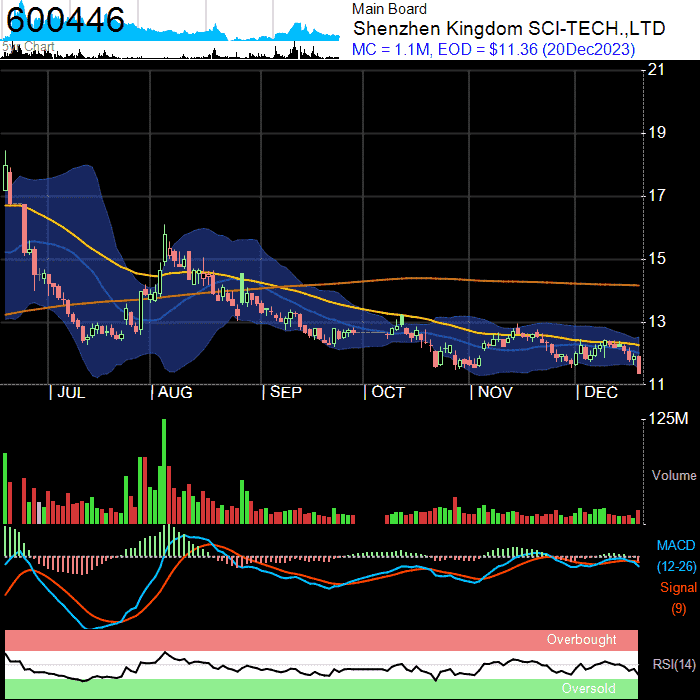 600446
5yr Chart
Main Board
Shenzhen Kingdom SCI-TECH.,LTD
MC = 1.1M, EOD = $11.36 (20Dec2023)
21
19
17
15
13
11
| JUL | AUG | SEP | OCT | NOV | DEC
125M
Volume
MACD
(12-26)
Signal
(9)
Overbought
RSI(14)
Oversold